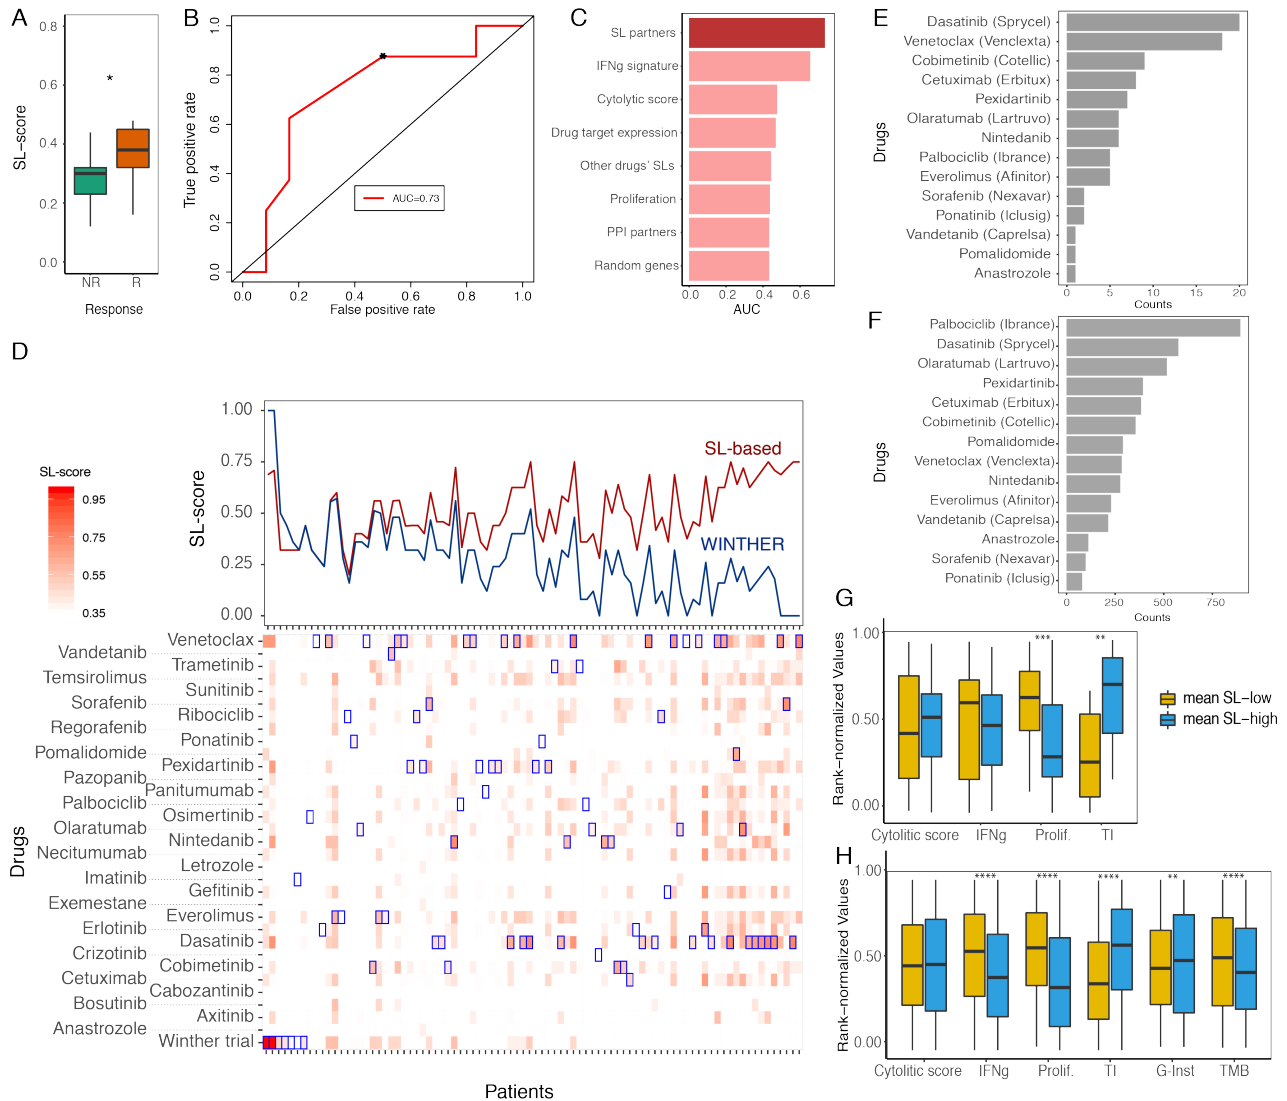 A
0.8
0.6
0.4
0.2
0.0
SL−score
*
NR
R
Response
B
1.0
0.8
0.6
0.4
0.2
0.0
True positive rate
AUC=0.73
0.0
0.2
0.4
0.6
0.8
1.0
False positive rate
C
SL partners
IFNg signature
Cytolytic score
Drug target expression
Other drugs' SLs
Proliferation
PPI partners
Random genes
0.0
0.2
0.4
0.6
AUC
E
Drugs
Dasatinib (Sprycel)
Venetoclax (Venclexta)
Cobimetinib (Cotellic)
Cetuximab (Erbitux)
Pexidartinib
Olaratumab (Lartruvo)
Nintedanib
Palbociclib (Ibrance)
Everolimus (Afinitor)
Sorafenib (Nexavar)
Ponatinib (Iclusig)
Vandetanib (Caprelsa)
Pomalidomide
Anastrozole
0
5
10
15
20
Counts
F
Drugs
Palbociclib (Ibrance)
Dasatinib (Sprycel)
Olaratumab (Lartruvo)
Pexidartinib
Cetuximab (Erbitux)
Cobimetinib (Cotellic)
Pomalidomide
Venetoclax (Venclexta)
Nintedanib
Everolimus (Afinitor)
Vandetanib (Caprelsa)
Anastrozole
Sorafenib (Nexavar)
Ponatinib (Iclusig)
0
250
500
750
Counts
D
SL-score
0.95
0.75
0.55
0.35
SL-score
1.00
0.75
0.50
0.25
0.00
SL-based
WINTHER
Drugs
Venetoclax
Vandetanib
Trametinib
Temsirolimus
Sunitinib
Sorafenib
Ribociclib
Regorafenib
Ponatinib
Pomalidomide
Pexidartinib
Pazopanib
Panitumumab
Palbociclib
Osimertinib
Olaratumab
Nintedanib
Necitumumab
Letrozole
Imatinib
Gefitinib
Exemestane
Everolimus
Erlotinib
Dasatinib
Crizotinib
Cobimetinib
Cetuximab
Cabozantinib
Bosutinib
Axitinib
Anastrozole
Winther trial
Patients
G
Rank−normalized Values
1.00
0.50
0.00
***
**
Cytolitic score
IFNg
Prolif.
TI
mean SL−low
mean SL−high
H
Rank−normalized Values
1.00
0.50
0.00
****
****
****
**
****
Cytolitic score
IFNg
Prolif.
TI
G-Inst
TMB